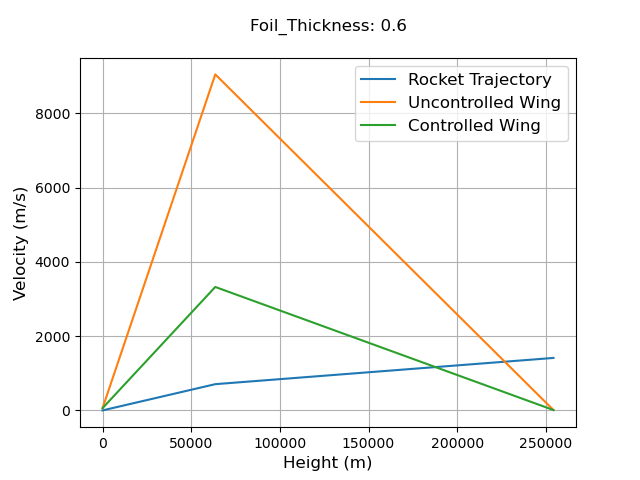 Foil_Thickness: 0.6
Rocket Trajectory
Uncontrolled Wing
Controlled Wing
8000
6000
4000
2000
0
Velocity (m/s)
0 50000 100000 150000 200000 250000
Height (m)